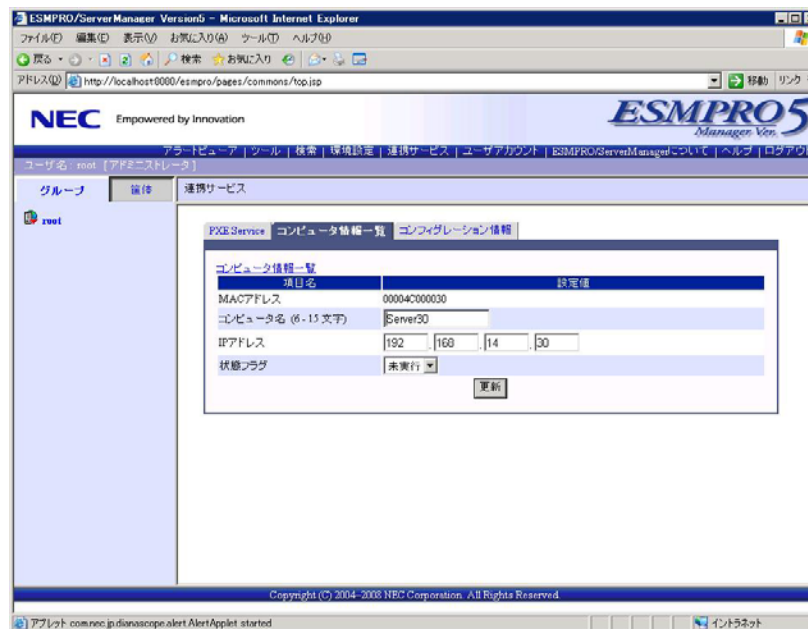 ESMPRO/ServerManager Version5 - Microsoft Internet Explorer
ファイル(F) 編集(E) 表示(V) お気に入り(A) ツール(T) ヘルプ(H)
戻る 検索 お気に入り
アドレス(D) http://localhost:8080/esmpro/pages/commons/top.jsp 移動 リンク
NEC Empowered by Innovation ESMPRO5
Manager Ver.
アラートビューア | ツール | 検索 | 環境設定 | 連携サービス | ユーザアカウント | ESMPRO/ServerManagerについて | ヘルプ | ログアウト
ユーザ名 : root [アドミニストレータ]
グループ 筐体 連携サービス
root
PXE Service コンピュータ情報一覧 コンフィグレーション情報
コンピュータ情報一覧
項目名 設定値
MACアドレス 00004C000030
コンピュータ名 (6 - 15 文字) Server30
IPアドレス 192 . 168 . 14 . 30
状態フラグ 未実行
更新
Copyright (C) 2004-2008 NEC Corporation. All Rights Reserved.
アプレット com.nec.jp.dianascope.alert.AlertApplet started イントラネット